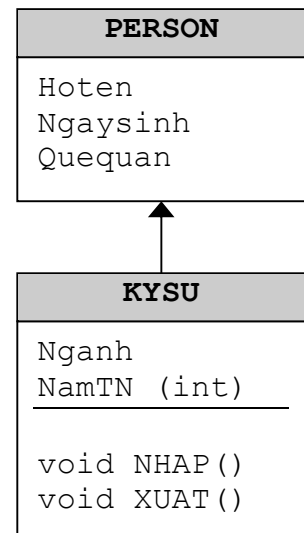 PERSON
Hoten
Ngaysinh
Quequan
KYSU
Nganh
NamTN (int)
void NHAP()
void XUAT()